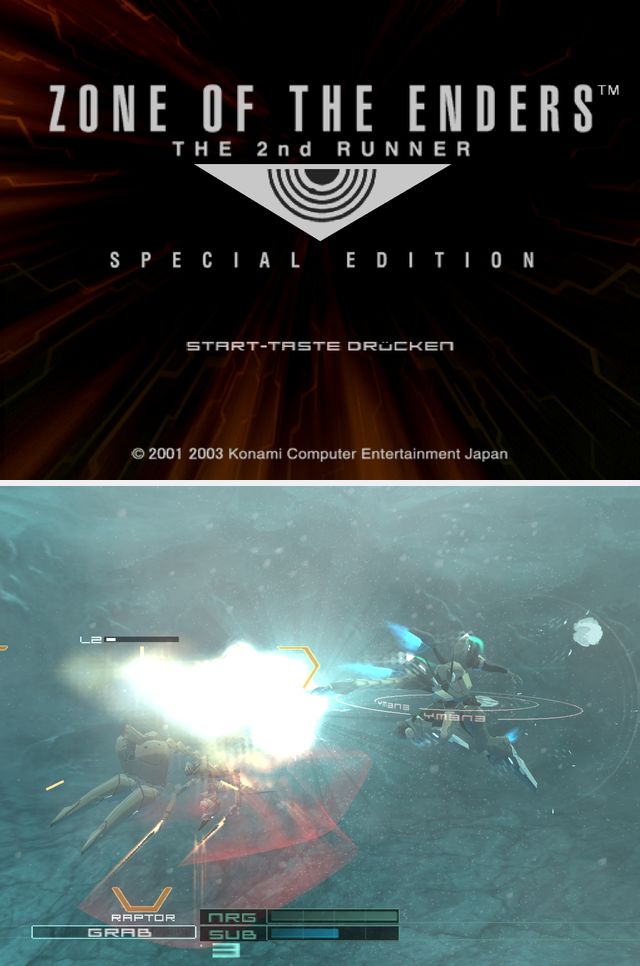 ZONE OF THE ENDERS™
THE 2nd RUNNER
SPECIAL EDITION
START-TASTE DRÜCKEN
© 2001 2003 Konami Computer Entertainment Japan
L2
RAPTOR
GRAB
NRG
SUB
3